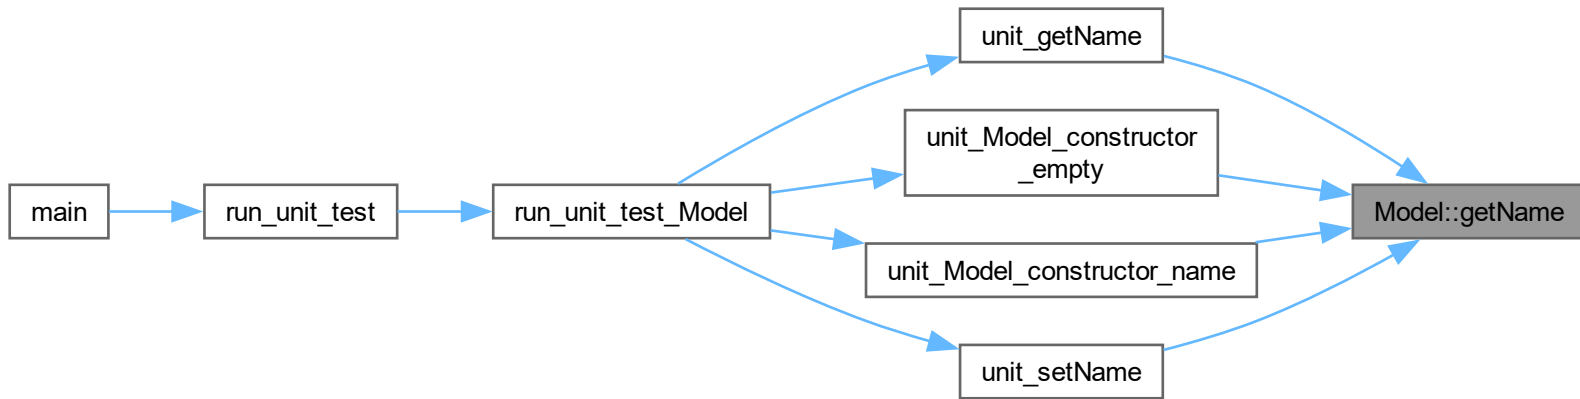 main
run_unit_test
run_unit_test_Model
unit_getName
unit_Model_constructor
_empty
unit_Model_constructor_name
unit_setName
Model::getName